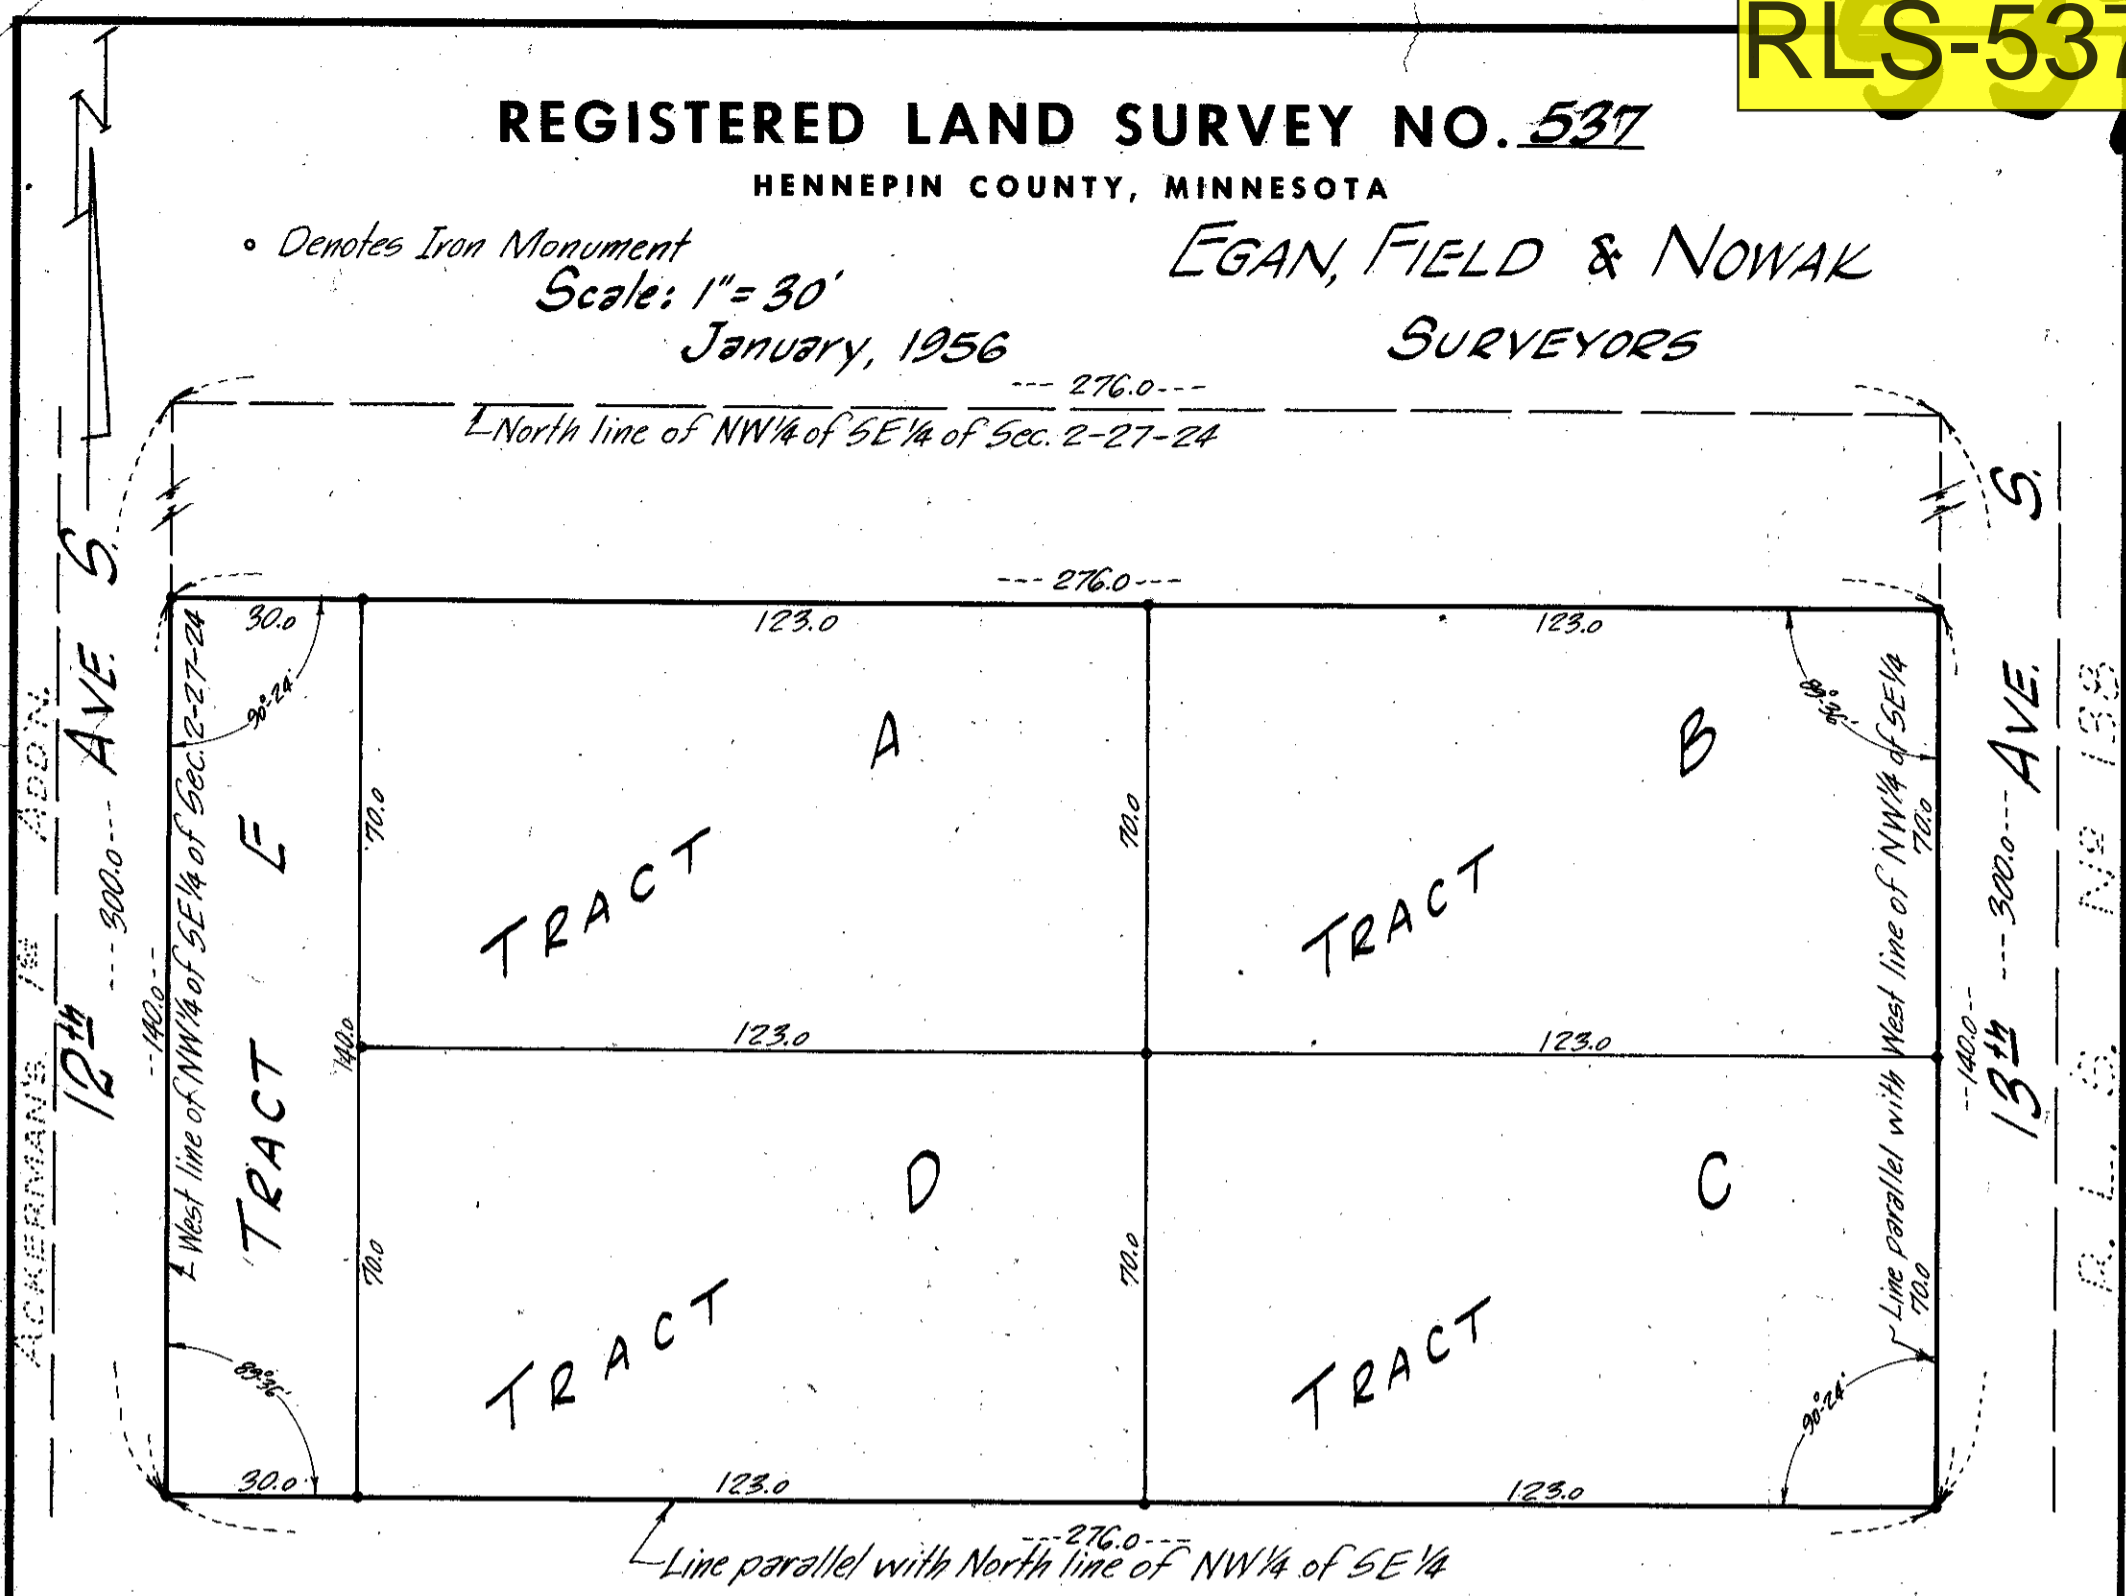 RLS-537
REGISTERED LAND SURVEY NO. 537
HENNEPIN COUNTY, MINNESOTA
° Denotes Iron Monument
Scale: 1"= 30'
January, 1956
EGAN, FIELD & NOWAK
SURVEYORS
N
--- 276.0 ---
North line of NW¼ of SE¼ of Sec. 2-27-24
--- 276.0 ---
30.0
123.0
123.0
90°-24'
89°-36'
12th AVE. S.
--- 300.0 ---
--140.0--
ACKERMAN'S 1st ADDN.
West line of NW¼ of SE¼ of Sec. 2-27-24
TRACT E
70.0
140.0
70.0
TRACT A
70.0
TRACT B
70.0
123.0
123.0
TRACT D
70.0
TRACT C
70.0
Line parallel with West line of NW¼ of SE¼
--140.0--
13th AVE. S.
--- 300.0 ---
R. L. S. No 138
89°36'
90°-24'
30.0
123.0
123.0
--- 276.0 ---
Line parallel with North line of NW¼ of SE¼